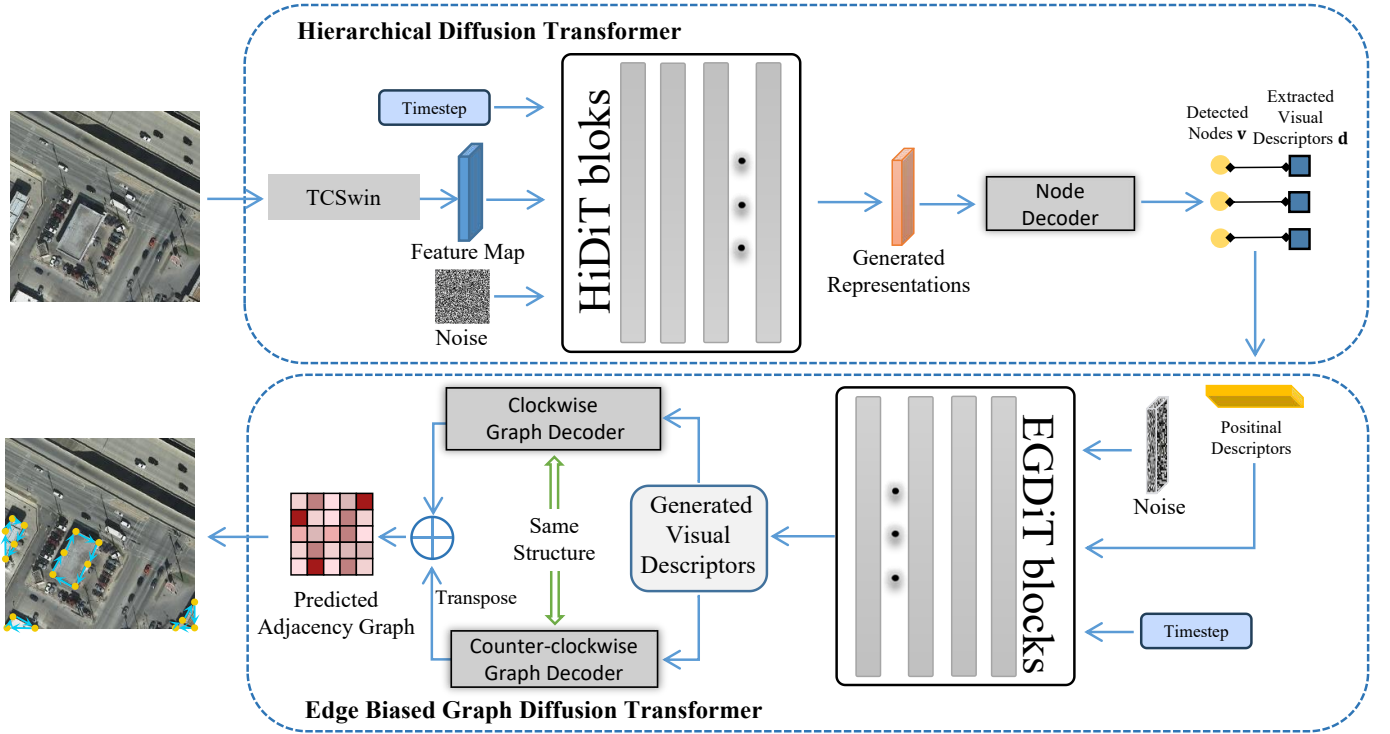 Hierarchical Diffusion Transformer
Timestep
TCSwin
Feature Map
Noise
HiDiT bloks
Generated
Representations
Node
Decoder
Detected
Nodes v
Extracted
Visual
Descriptors d
Clockwise
Graph Decoder
Same
Structure
Counter-clockwise
Graph Decoder
Transpose
Predicted
Adjacency Graph
Generated
Visual
Descriptors
EGDiT blocks
Noise
Positinal
Descriptors
Timestep
Edge Biased Graph Diffusion Transformer